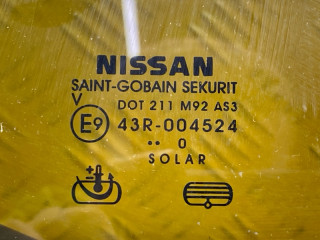 NISSAN
SAINT-GOBAIN SEKURIT
V
DOT 211 M92 AS3
E9 43R-004524
•• 0
SOLAR